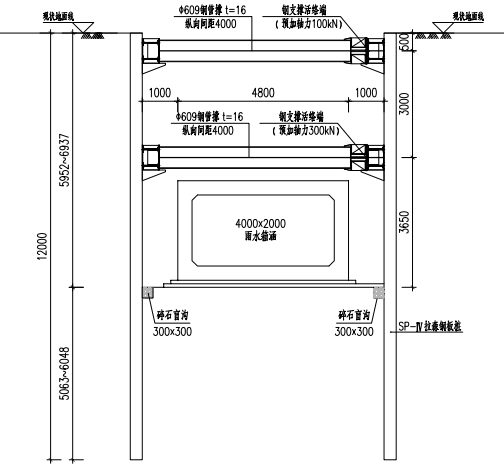 现状地面线
Φ609钢管撑 t=16
纵向间距4000
钢支撑活络端
（预加轴力100kN）
现状地面线
500
1000
4800
1000
3000
Φ609钢管撑 t=16
纵向间距4000
钢支撑活络端
（预加轴力300kN）
5952~6937
12000
4000x2000
雨水箱涵
3650
碎石盲沟
300x300
碎石盲沟
300x300
SP-Ⅳ拉森钢板桩
5063~6048